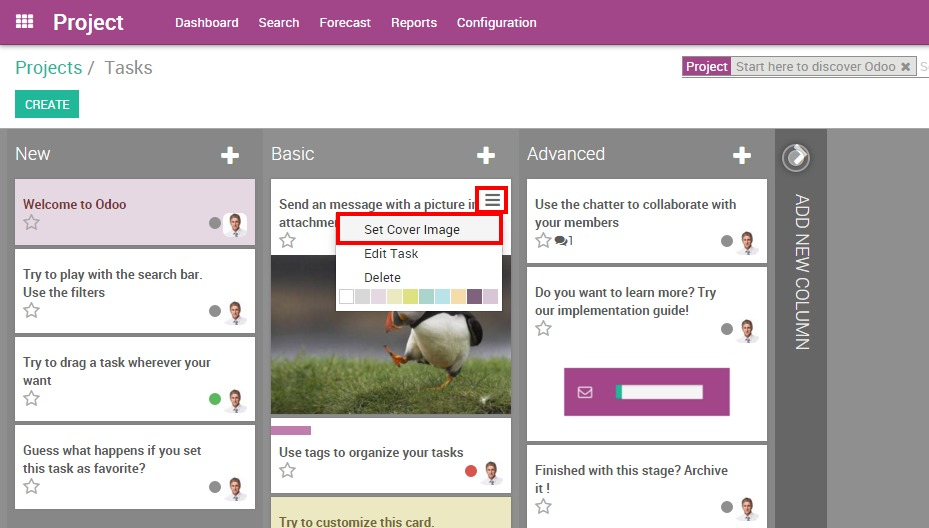 Project
Dashboard
Search
Forecast
Reports
Configuration
Projects / Tasks
Project Start here to discover Odoo ✖
CREATE
New
Welcome to Odoo
Try to play with the search bar.
Use the filters
Try to drag a task wherever your
want
Guess what happens if you set
this task as favorite?
Basic
Send an message with a picture in
attachmen
Set Cover Image
Edit Task
Delete
Use tags to organize your tasks
Try to customize this card.
Advanced
Use the chatter to collaborate with
your members
1
Do you want to learn more? Try
our implementation guide!
Finished with this stage? Archive
it !
ADD NEW COLUMN